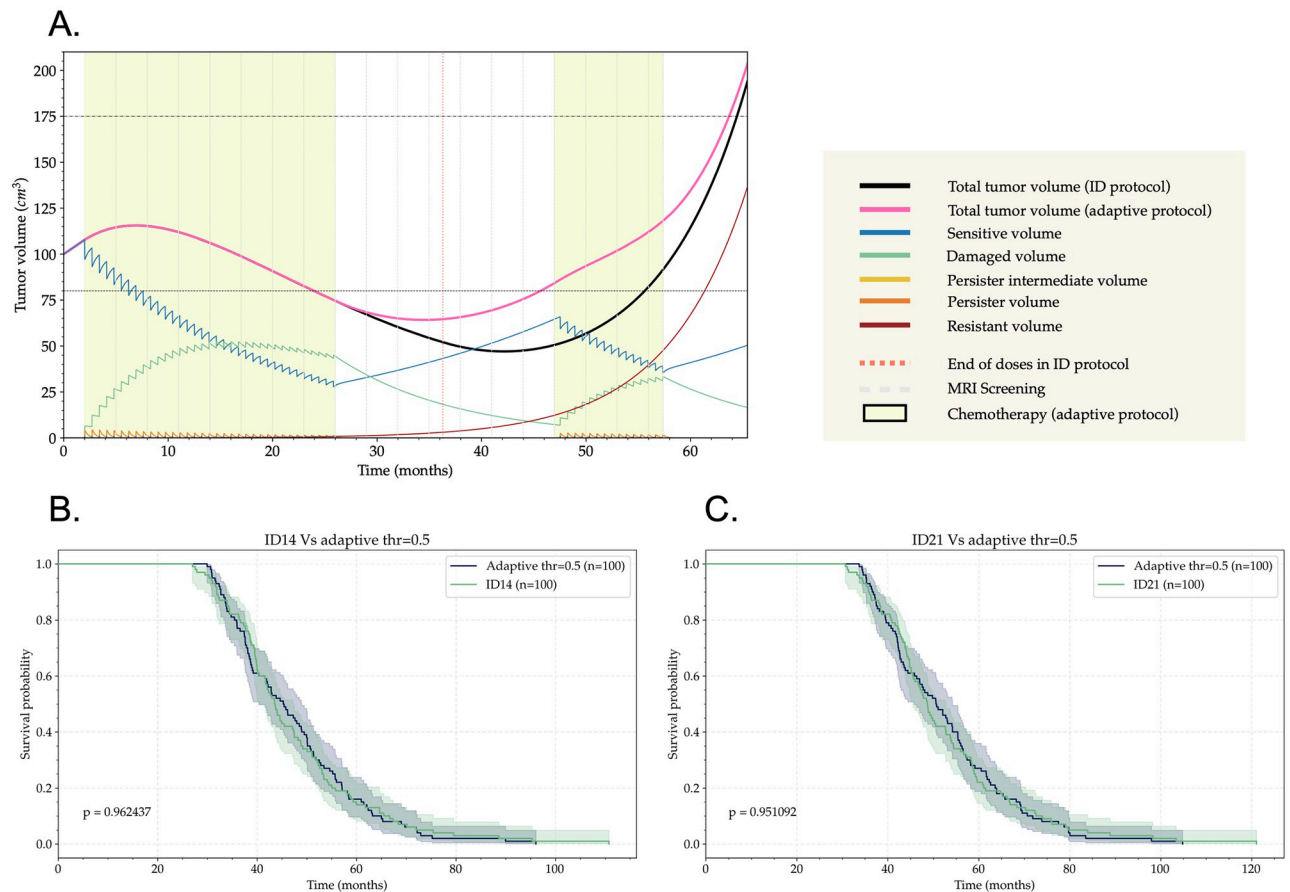 A.
200
175
150
125
100
75
50
25
0
Tumor volume (cm³)
0 10 20 30 40 50 60
Time (months)
Total tumor volume (ID protocol)
Total tumor volume (adaptive protocol)
Sensitive volume
Damaged volume
Persister intermediate volume
Persister volume
Resistant volume
End of doses in ID protocol
MRI Screening
Chemotherapy (adaptive protocol)
B.
ID14 Vs adaptive thr=0.5
Adaptive thr=0.5 (n=100)
ID14 (n=100)
1.0
0.8
0.6
0.4
0.2
0.0
Survival probability
p = 0.962437
0 20 40 60 80 100
Time (months)
C.
ID21 Vs adaptive thr=0.5
Adaptive thr=0.5 (n=100)
ID21 (n=100)
1.0
0.8
0.6
0.4
0.2
0.0
Survival probability
p = 0.951092
0 20 40 60 80 100 120
Time (months)